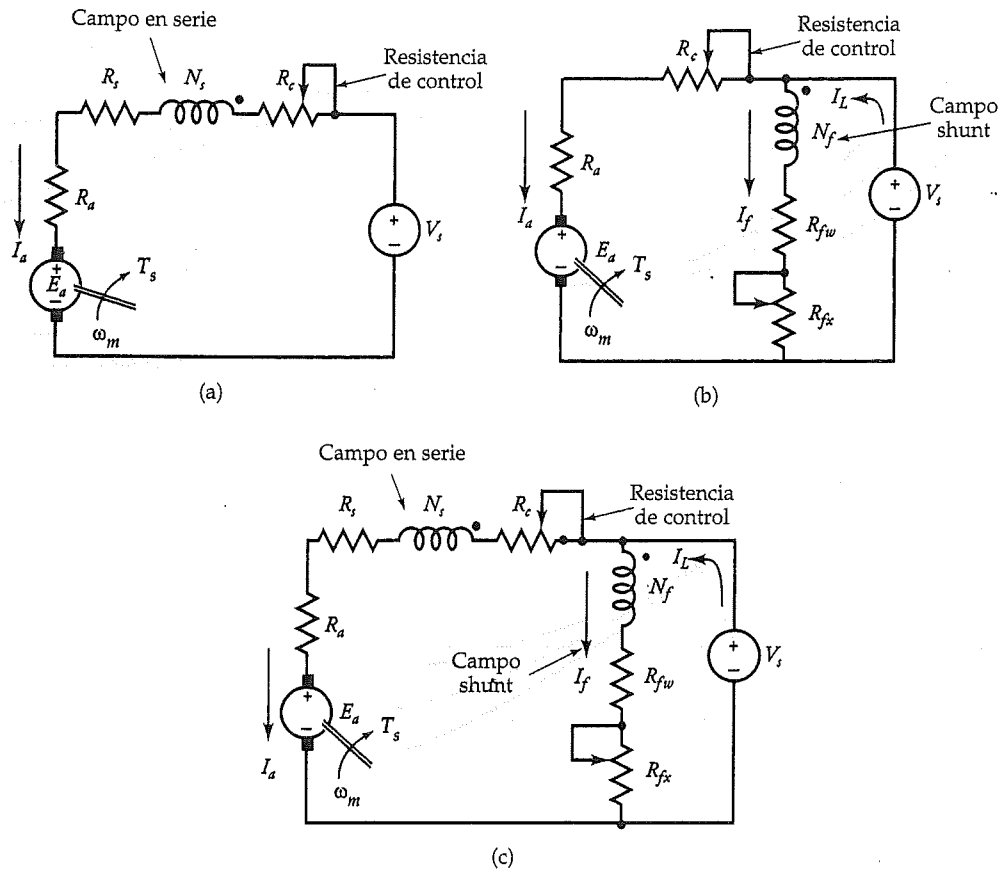 Campo en serie
Resistencia
de control
R_s
N_s
R_c
R_a
I_a
+
E_a
−
T_s
ω_m
+
−
V_s
(a)
Resistencia
de control
R_c
I_L
Campo
shunt
N_f
R_a
I_a
+
−
E_a
T_s
ω_m
I_f
R_fw
R_fx
+
−
V_s
(b)
Campo en serie
Resistencia
de control
R_s
N_s
R_c
I_L
N_f
R_a
Campo
shunt
I_f
R_fw
R_fx
I_a
+
−
E_a
T_s
ω_m
+
−
V_s
(c)